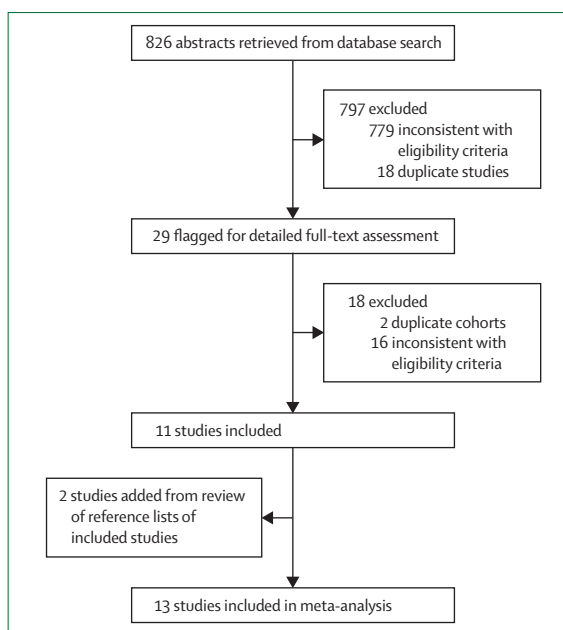 826 abstracts retrieved from database search
797 excluded
779 inconsistent with
eligibility criteria
18 duplicate studies
29 flagged for detailed full-text assessment
18 excluded
2 duplicate cohorts
16 inconsistent with
eligibility criteria
11 studies included
2 studies added from review
of reference lists of
included studies
13 studies included in meta-analysis